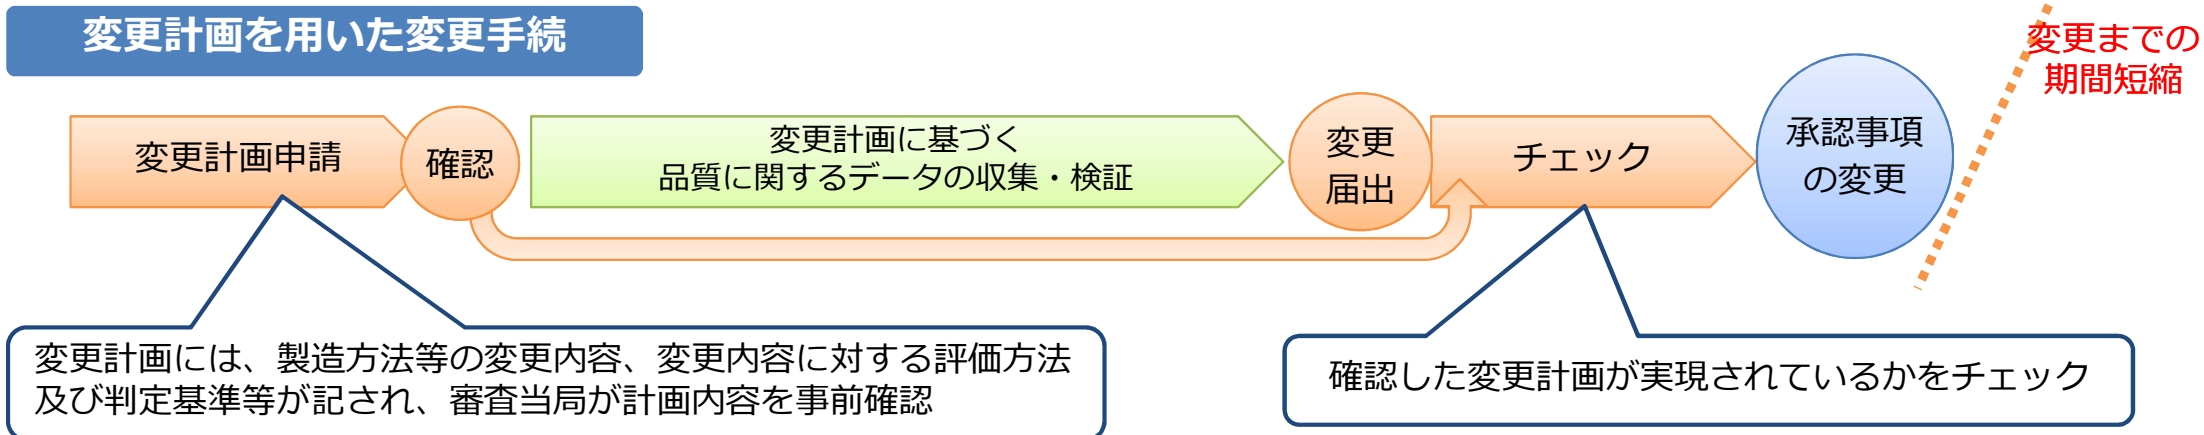 変更計画を用いた変更手続
変更までの
期間短縮
変更計画申請
確認
変更計画に基づく
品質に関するデータの収集・検証
変更
届出
チェック
承認事項
の変更
変更計画には、製造方法等の変更内容、変更内容に対する評価方法
及び判定基準等が記され、審査当局が計画内容を事前確認
確認した変更計画が実現されているかをチェック